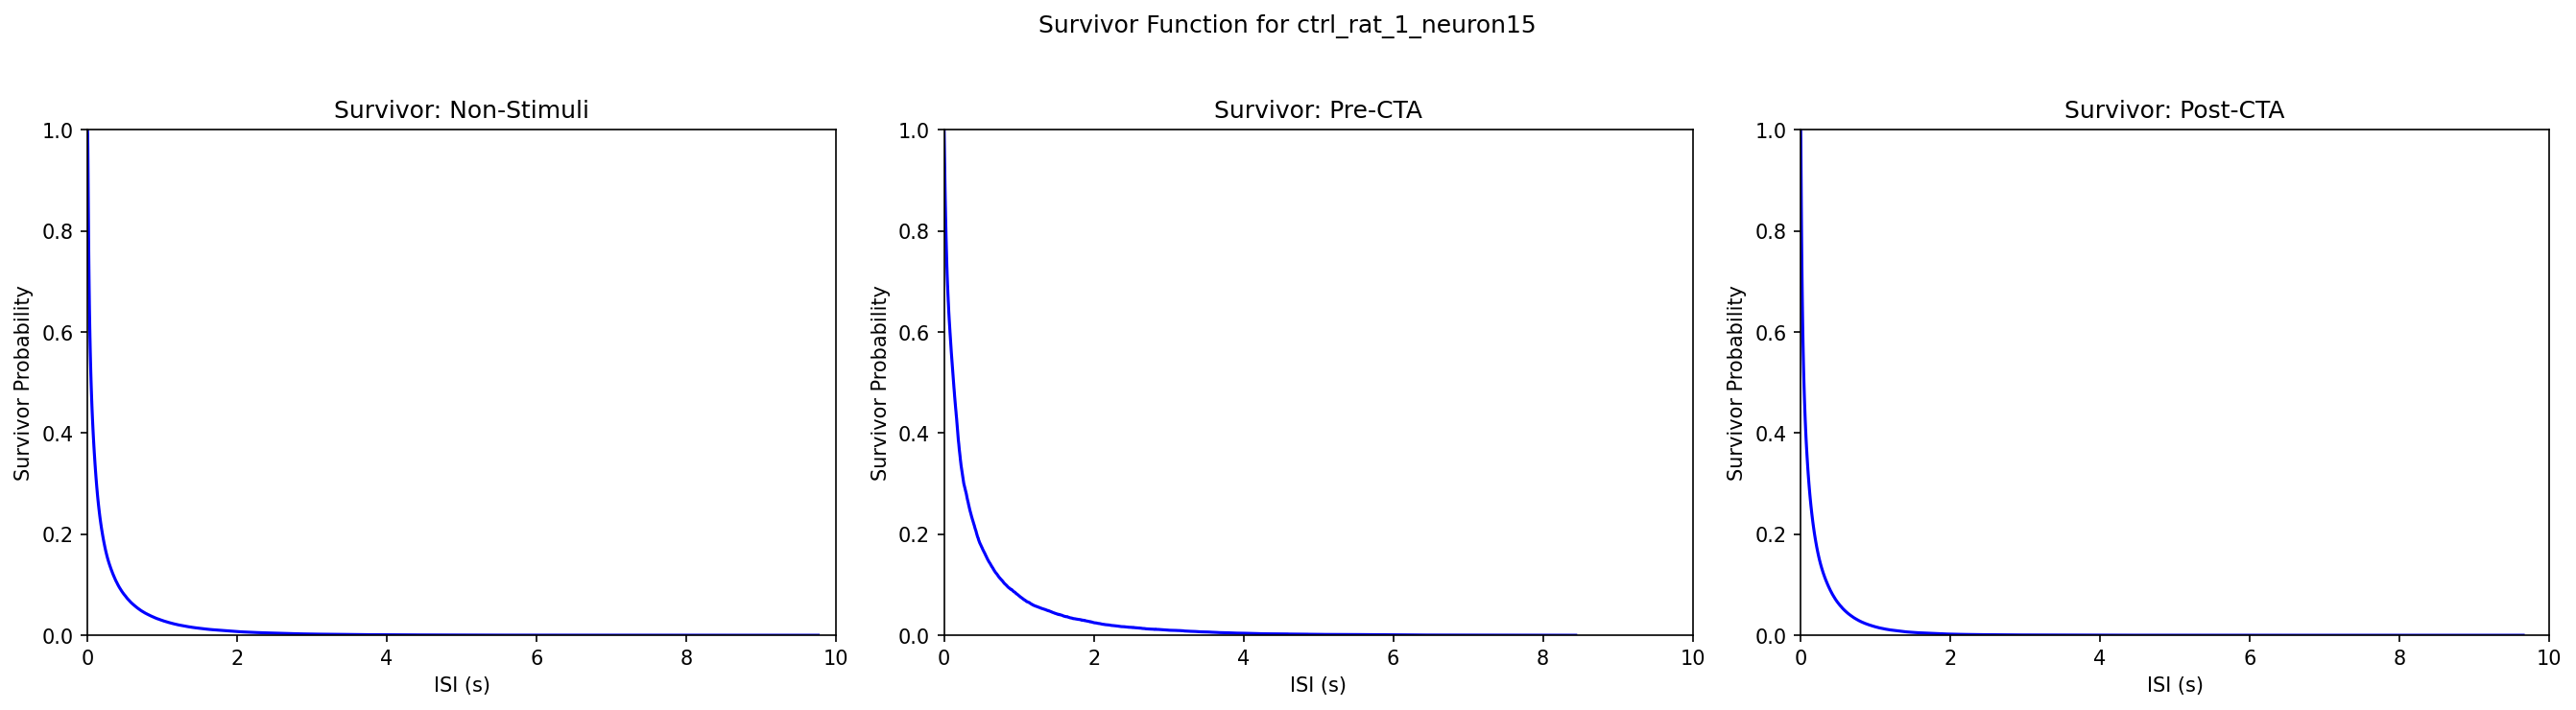 Survivor Function for ctrl_rat_1_neuron15
Survivor: Non-Stimuli
1.0
0.8
0.6
0.4
0.2
0.0
Survivor Probability
0 2 4 6 8 10
ISI (s)
Survivor: Pre-CTA
1.0
0.8
0.6
0.4
0.2
0.0
Survivor Probability
0 2 4 6 8 10
ISI (s)
Survivor: Post-CTA
1.0
0.8
0.6
0.4
0.2
0.0
Survivor Probability
0 2 4 6 8 10
ISI (s)